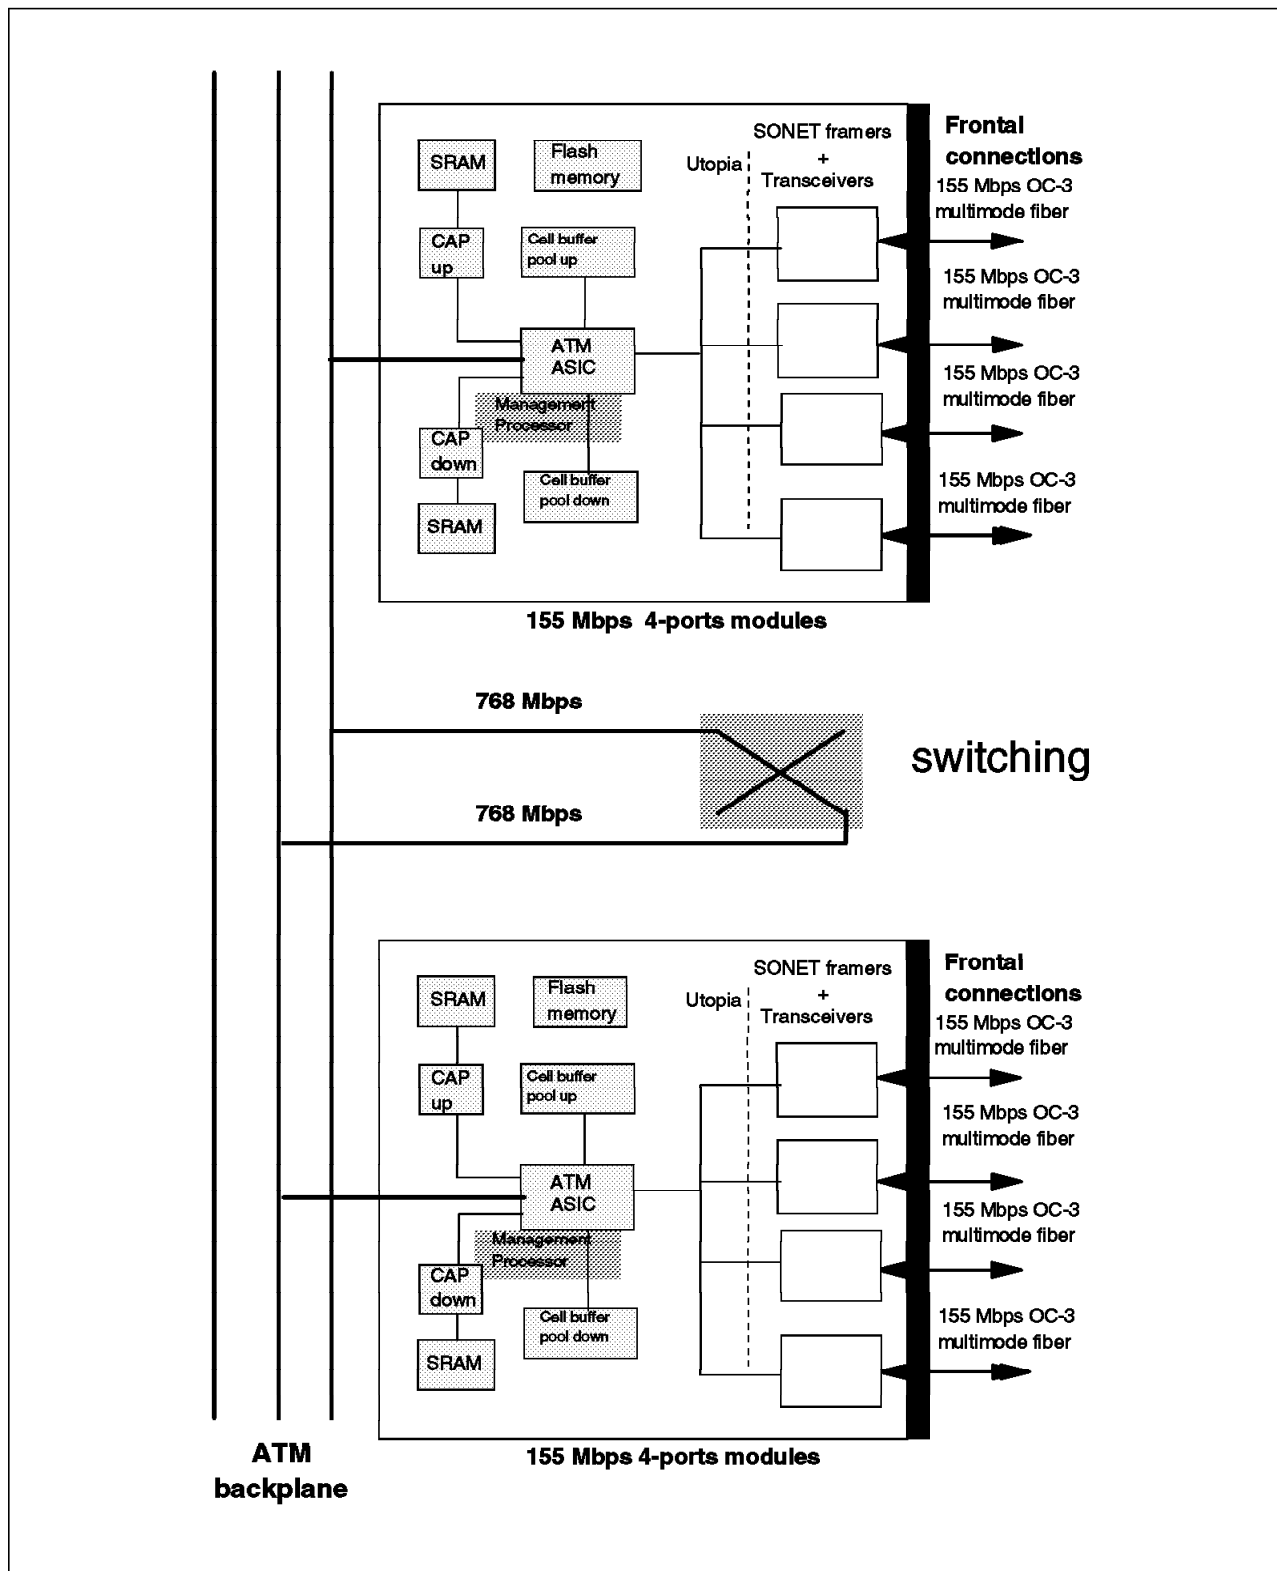 SONET framers
+
Transceivers
Utopia
SRAM
Flash
memory
CAP
up
Cell buffer
pool up
ATM
ASIC
Management
Processor
CAP
down
Cell buffer
pool down
SRAM
Frontal
connections
155 Mbps OC-3
multimode fiber
155 Mbps OC-3
multimode fiber
155 Mbps OC-3
multimode fiber
155 Mbps OC-3
multimode fiber
155 Mbps 4-ports modules
768 Mbps
switching
768 Mbps
SONET framers
+
Transceivers
Utopia
SRAM
Flash
memory
CAP
up
Cell buffer
pool up
ATM
ASIC
Management
Processor
CAP
down
Cell buffer
pool down
SRAM
Frontal
connections
155 Mbps OC-3
multimode fiber
155 Mbps OC-3
multimode fiber
155 Mbps OC-3
multimode fiber
155 Mbps OC-3
multimode fiber
155 Mbps 4-ports modules
ATM
backplane